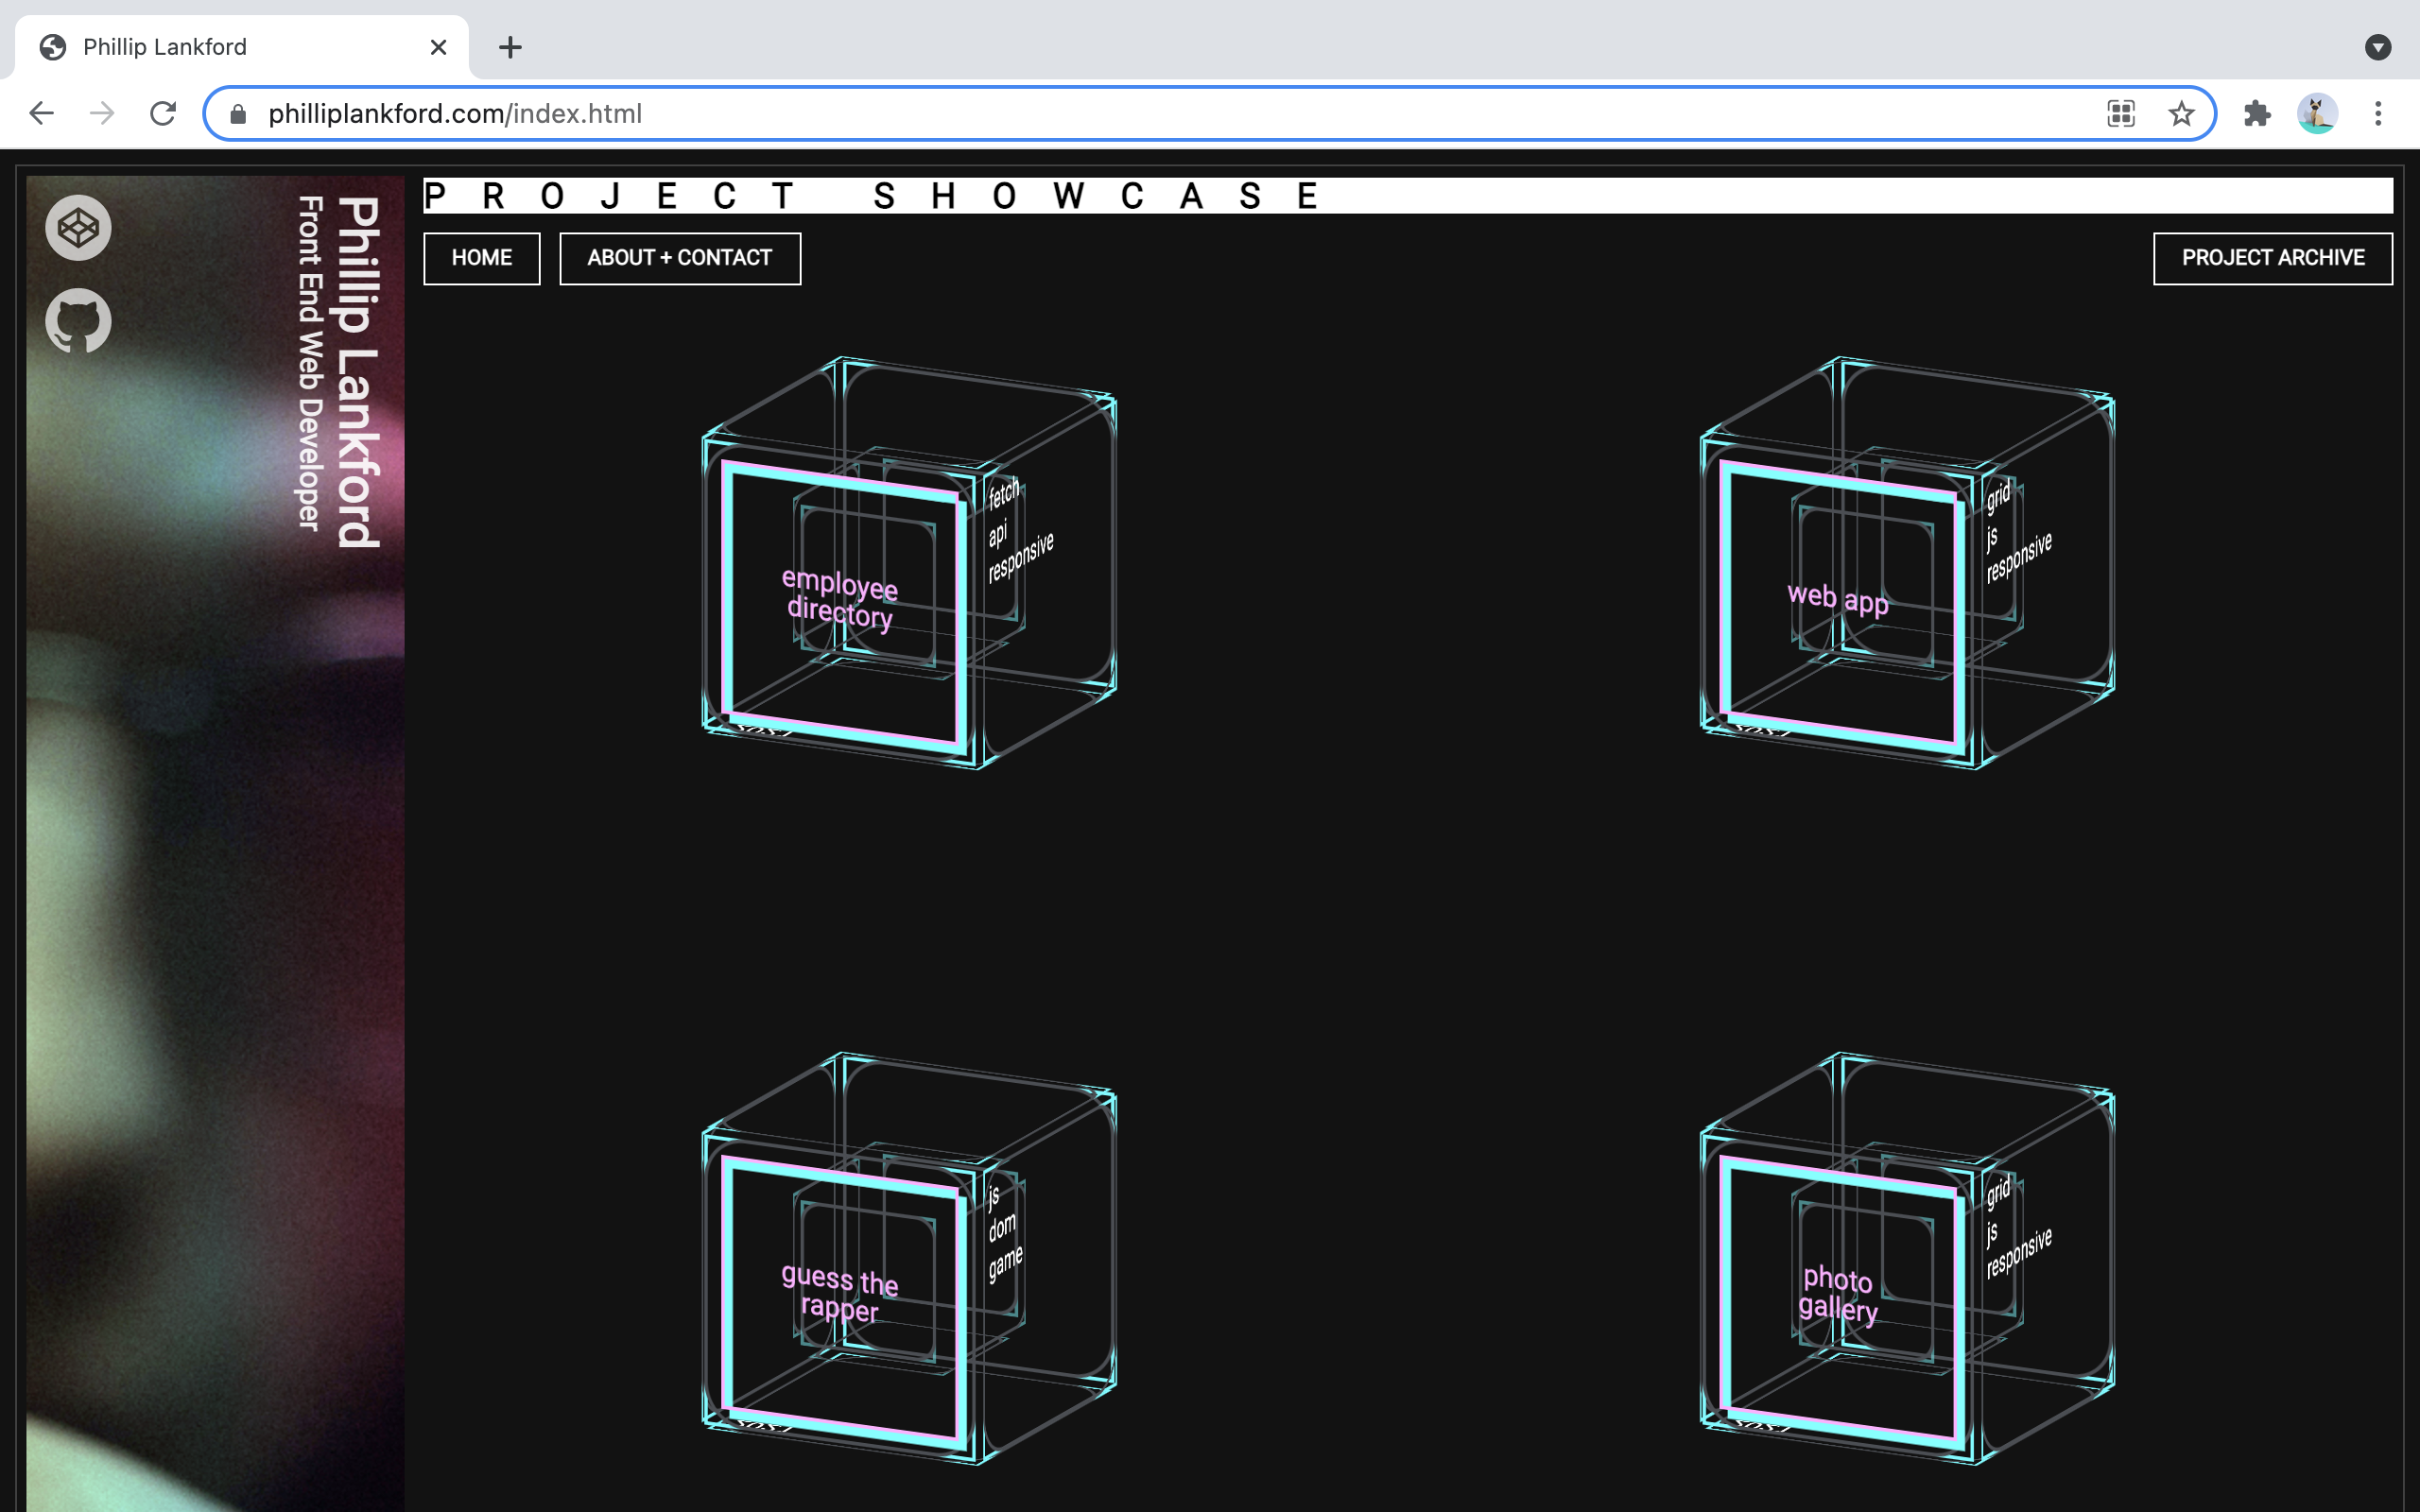 Phillip Lankford
philliplankford.com/index.html
Phillip Lankford
Front End Web Developer
PROJECT SHOWCASE
HOME
ABOUT + CONTACT
PROJECT ARCHIVE
employee
directory
fetch
api
responsive
web app
grid
js
responsive
guess the
rapper
js
dom
game
photo
gallery
grid
js
responsive